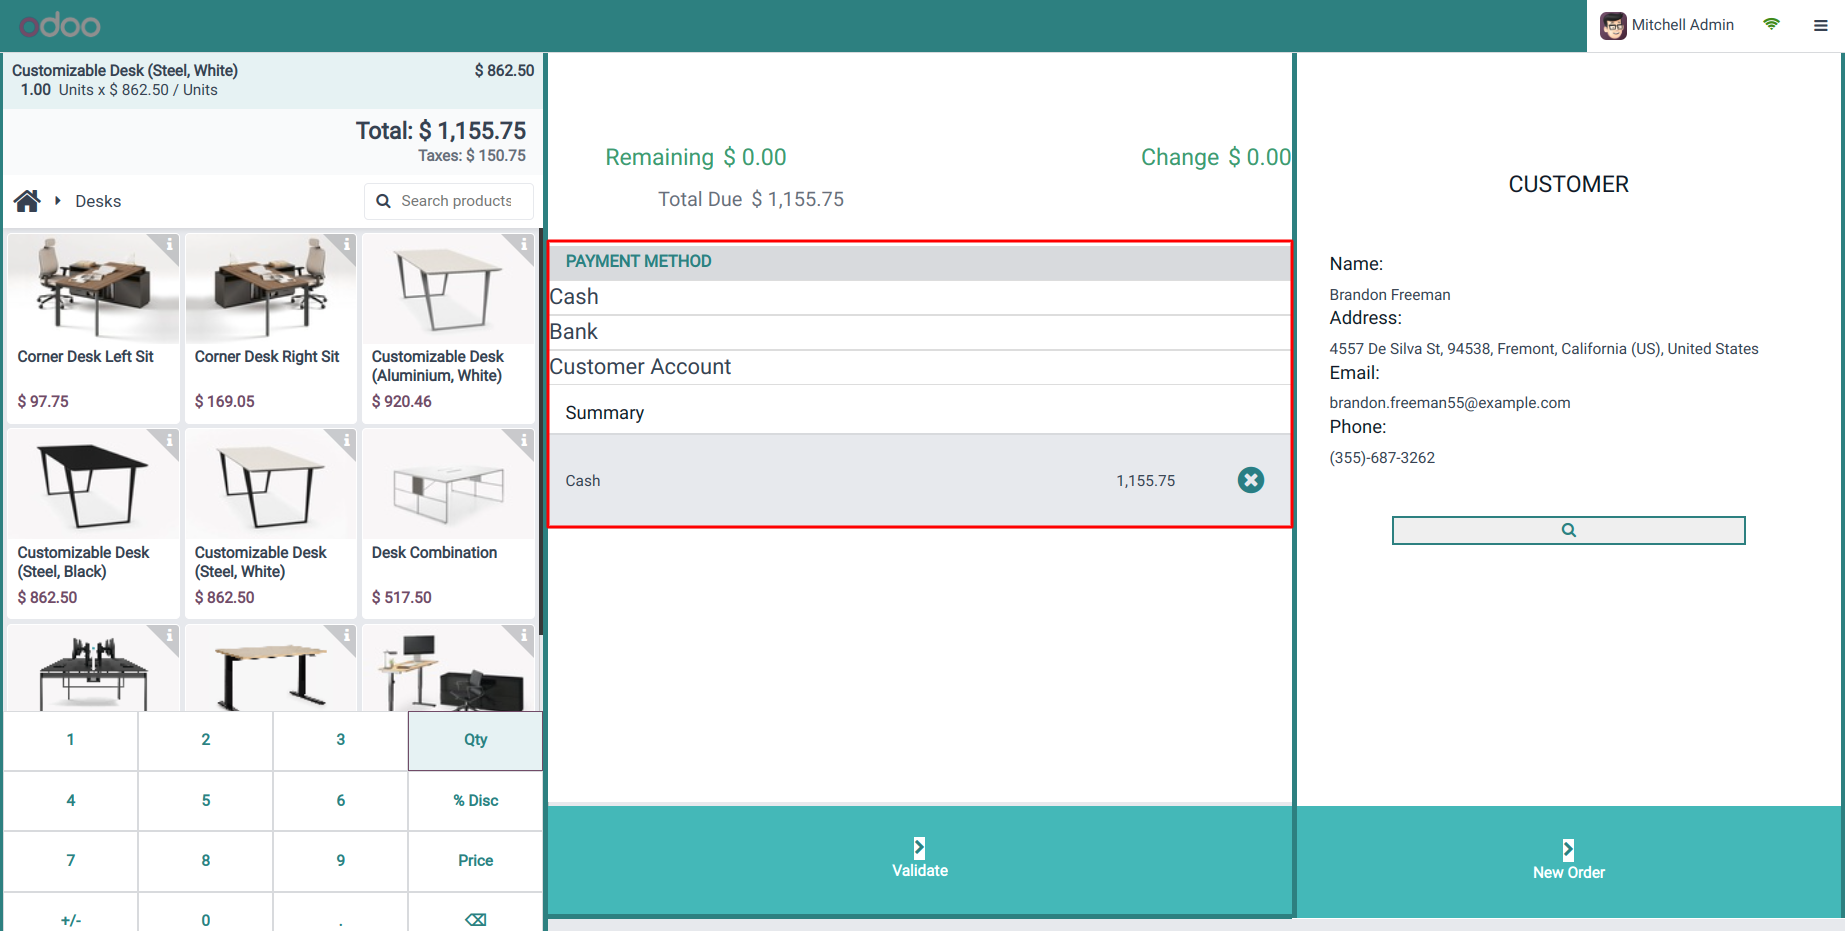 odoo
Mitchell Admin
Customizable Desk (Steel, White) $ 862.50
1.00 Units x $ 862.50 / Units
Total: $ 1,155.75
Taxes: $ 150.75
Desks
Search products
Corner Desk Left Sit
$ 97.75
Corner Desk Right Sit
$ 169.05
Customizable Desk
(Aluminium, White)
$ 920.46
Customizable Desk
(Steel, Black)
$ 862.50
Customizable Desk
(Steel, White)
$ 862.50
Desk Combination
$ 517.50
1 2 3 Qty
4 5 6 % Disc
7 8 9 Price
+/- 0 .
Remaining $ 0.00 Change $ 0.00
Total Due $ 1,155.75
PAYMENT METHOD
Cash
Bank
Customer Account
Summary
Cash 1,155.75
Validate
CUSTOMER
Name:
Brandon Freeman
Address:
4557 De Silva St, 94538, Fremont, California (US), United States
Email:
brandon.freeman55@example.com
Phone:
(355)-687-3262
New Order